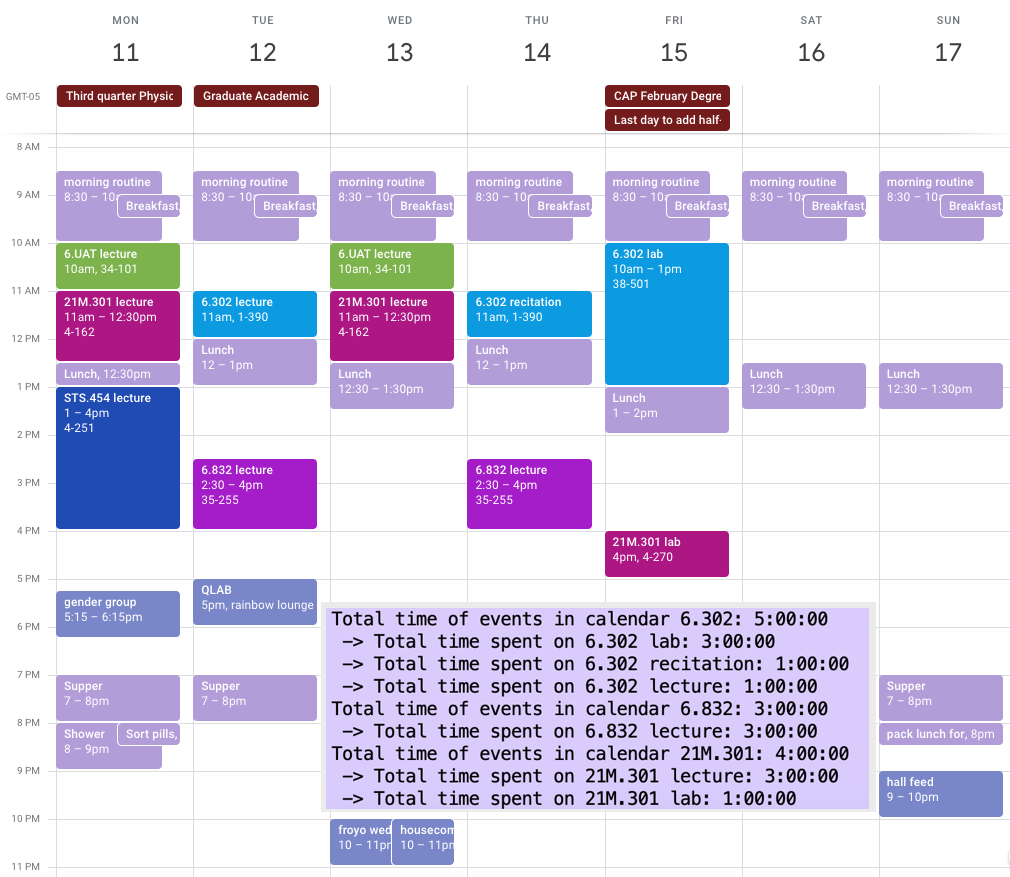 MON
TUE
WED
THU
FRI
SAT
SUN
11
12
13
14
15
16
17
GMT-05
Third quarter Physic
Graduate Academic
CAP February Degre
Last day to add half-
8 AM
9 AM
10 AM
11 AM
12 PM
1 PM
2 PM
3 PM
4 PM
5 PM
6 PM
7 PM
8 PM
9 PM
10 PM
11 PM
morning routine
8:30 – 10:
Breakfast,
6.UAT lecture
10am, 34-101
21M.301 lecture
11am – 12:30pm
4-162
Lunch, 12:30pm
STS.454 lecture
1 – 4pm
4-251
gender group
5:15 – 6:15pm
Supper
7 – 8pm
Shower
8 – 9pm
Sort pills,
morning routine
8:30 – 10:
Breakfast,
6.302 lecture
11am, 1-390
Lunch
12 – 1pm
6.832 lecture
2:30 – 4pm
35-255
QLAB
5pm, rainbow lounge
Supper
7 – 8pm
morning routine
8:30 – 10:
Breakfast,
6.UAT lecture
10am, 34-101
21M.301 lecture
11am – 12:30pm
4-162
Lunch
12:30 – 1:30pm
froyo wed
10 – 11pm
housecom
10 – 11pm
morning routine
8:30 – 10:
Breakfast,
6.302 recitation
11am, 1-390
Lunch
12 – 1pm
6.832 lecture
2:30 – 4pm
35-255
morning routine
8:30 – 10:
Breakfast,
6.302 lab
10am – 1pm
38-501
Lunch
1 – 2pm
21M.301 lab
4pm, 4-270
morning routine
8:30 – 10:
Breakfast,
Lunch
12:30 – 1:30pm
morning routine
8:30 – 10:
Breakfast,
Lunch
12:30 – 1:30pm
Supper
7 – 8pm
pack lunch for, 8pm
hall feed
9 – 10pm
Total time of events in calendar 6.302: 5:00:00
—> Total time spent on 6.302 lab: 3:00:00
—> Total time spent on 6.302 recitation: 1:00:00
—> Total time spent on 6.302 lecture: 1:00:00
Total time of events in calendar 6.832: 3:00:00
—> Total time spent on 6.832 lecture: 3:00:00
Total time of events in calendar 21M.301: 4:00:00
—> Total time spent on 21M.301 lecture: 3:00:00
—> Total time spent on 21M.301 lab: 1:00:00